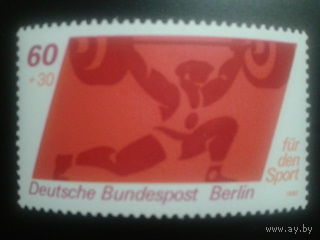 60
+30
für
den
Sport
Deutsche Bundespost Berlin
www.ay.by